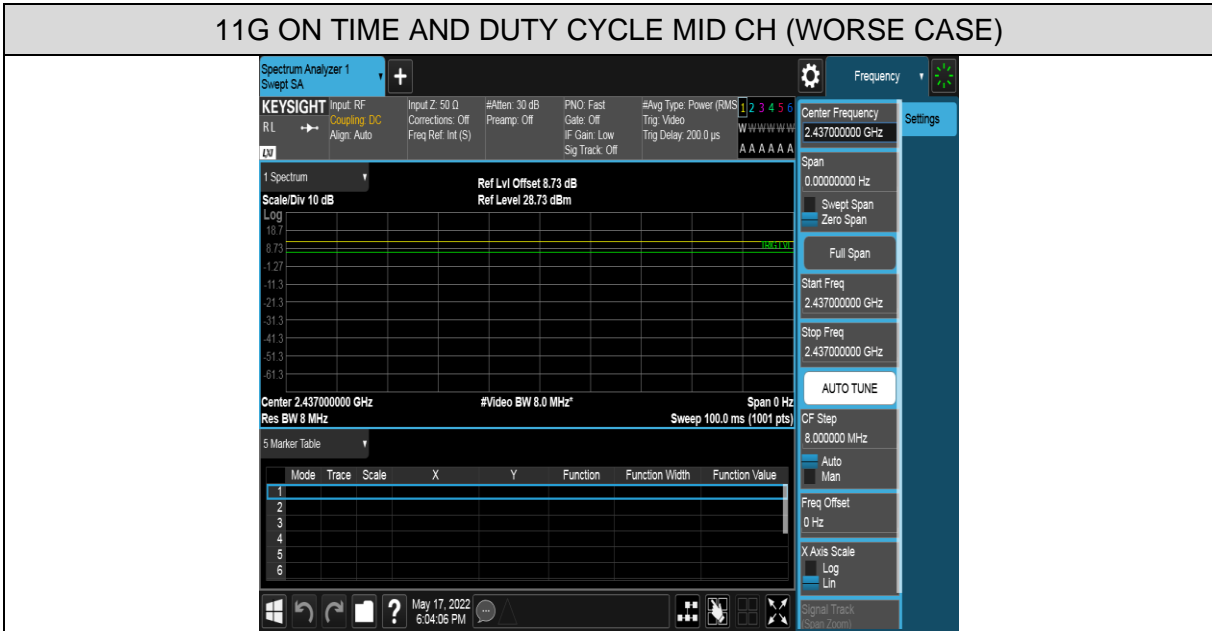 11G ON TIME AND DUTY CYCLE MID CH (WORSE CASE)
Spectrum Analyzer 1
Swept SA
+
Frequency
KEYSIGHT Input: RF Input Z: 50 Ω #Atten: 30 dB PNO: Fast #Avg Type: Power (RMS 1 2 3 4 5 6
RL Coupling: DC Corrections: Off Preamp: Off Gate: Off Trig: Video W W W W W W
Align: Auto Freq Ref: Int (S) IF Gain: Low Trig Delay: 200.0 µs
LXI Sig Track: Off A A A A A A
Center Frequency
2.437000000 GHz
Settings
1 Spectrum
Ref Lvl Offset 8.73 dB
Scale/Div 10 dB Ref Level 28.73 dBm
Log
18.7
8.73
TRIG LVL
-1.27
-11.3
-21.3
-31.3
-41.3
-51.3
-61.3
Center 2.437000000 GHz #Video BW 8.0 MHz* Span 0 Hz
Res BW 8 MHz Sweep 100.0 ms (1001 pts)
Span
0.00000000 Hz
Swept Span
Zero Span
Full Span
Start Freq
2.437000000 GHz
Stop Freq
2.437000000 GHz
AUTO TUNE
CF Step
8.000000 MHz
Auto
Man
Freq Offset
0 Hz
X Axis Scale
Log
Lin
Signal Track
(Span Zoom)
5 Marker Table
Mode Trace Scale X Y Function Function Width Function Value
1
2
3
4
5
6
? May 17, 2022
6:04:06 PM